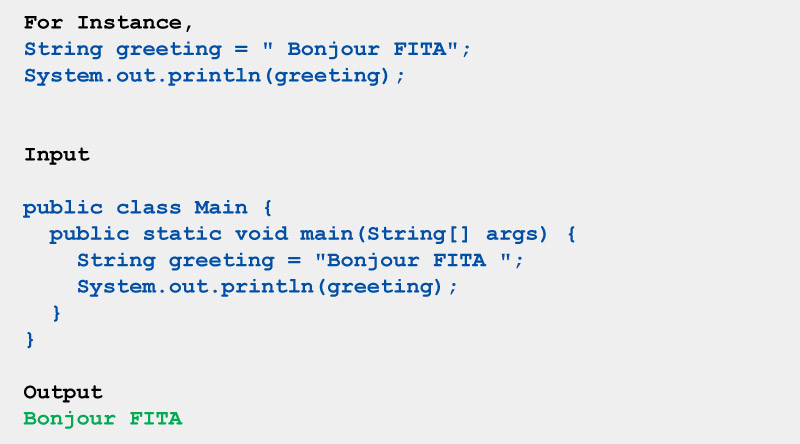 For Instance,
String greeting = " Bonjour FITA";
System.out.println(greeting);
Input
public class Main {
  public static void main(String[] args) {
    String greeting = "Bonjour FITA ";
    System.out.println(greeting);
  }
}
Output
Bonjour FITA